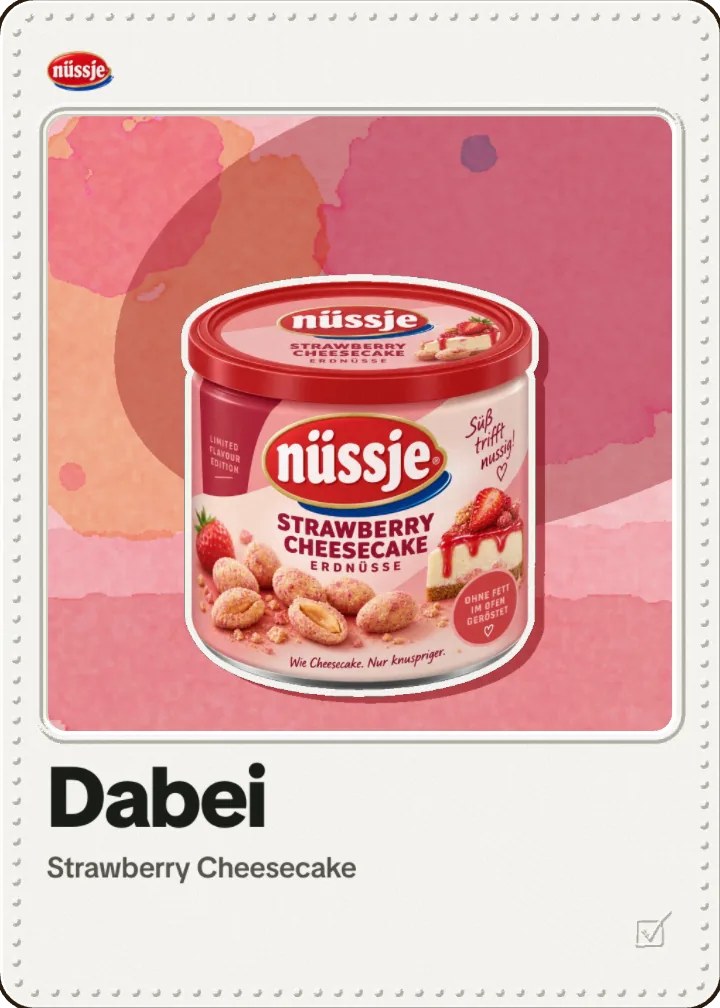 nüssje
nüssje
STRAWBERRY
CHEESECAKE
ERDNÜSSE
LIMITED
FLAVOUR
EDITION
nüssje®
Süß
trifft
nussig!
STRAWBERRY
CHEESECAKE
ERDNÜSSE
OHNE FETT
IM OFEN
GERÖSTET
Wie Cheesecake. Nur knuspriger.
Dabei
Strawberry Cheesecake